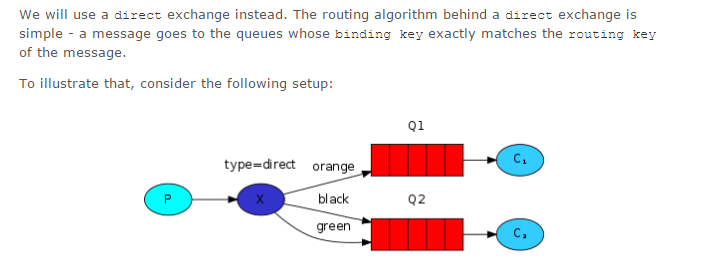 We will use a direct exchange instead. The routing algorithm behind a direct exchange is
simple - a message goes to the queues whose binding key exactly matches the routing key
of the message.
To illustrate that, consider the following setup:
Q1
type=direct orange
C₁
P
X
black
Q2
green
C₂